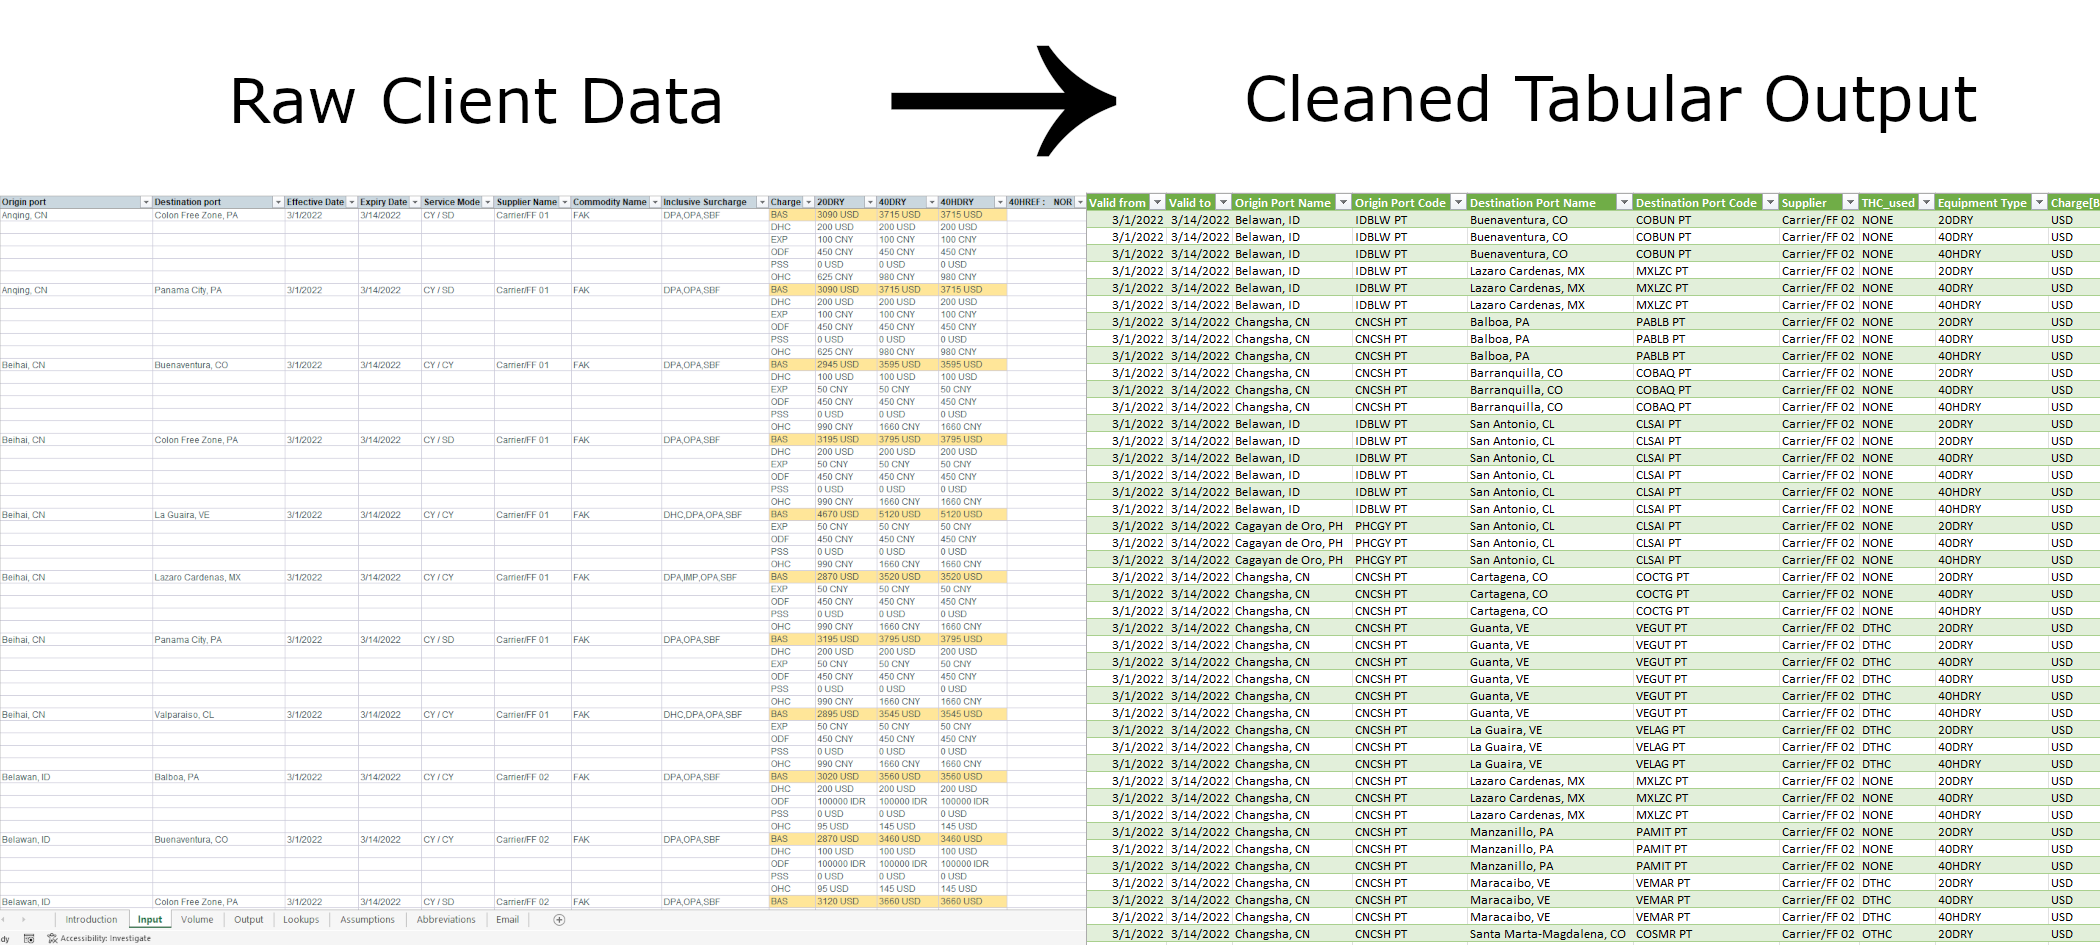 Raw Client Data
Cleaned Tabular Output
Origin port Destination port Effective Date Expiry Date Service Mode Supplier Name Commodity Name Inclusive Surcharge Charge 20DRY 40DRY 40HDRY 40HREF : NOR
Anqing, CN Colon Free Zone, PA 3/1/2022 3/14/2022 CY / SD Carrier/FF 01 FAK DPA,OPA,SBF BAS 3090 USD 3715 USD 3715 USD
DHC 200 USD 200 USD 200 USD
EXP 100 CNY 100 CNY 100 CNY
ODF 450 CNY 450 CNY 450 CNY
PSS 0 USD 0 USD 0 USD
OHC 625 CNY 980 CNY 980 CNY
Anqing, CN Panama City, PA 3/1/2022 3/14/2022 CY / SD Carrier/FF 01 FAK DPA,OPA,SBF BAS 3090 USD 3715 USD 3715 USD
DHC 200 USD 200 USD 200 USD
EXP 100 CNY 100 CNY 100 CNY
ODF 450 CNY 450 CNY 450 CNY
PSS 0 USD 0 USD 0 USD
OHC 625 CNY 980 CNY 980 CNY
Beihai, CN Buenaventura, CO 3/1/2022 3/14/2022 CY / CY Carrier/FF 01 FAK DPA,OPA,SBF BAS 2945 USD 3595 USD 3595 USD
DHC 100 USD 100 USD 100 USD
EXP 50 CNY 50 CNY 50 CNY
ODF 450 CNY 450 CNY 450 CNY
PSS 0 USD 0 USD 0 USD
OHC 990 CNY 1660 CNY 1660 CNY
Beihai, CN Colon Free Zone, PA 3/1/2022 3/14/2022 CY / SD Carrier/FF 01 FAK DPA,OPA,SBF BAS 3195 USD 3795 USD 3795 USD
DHC 200 USD 200 USD 200 USD
EXP 50 CNY 50 CNY 50 CNY
ODF 450 CNY 450 CNY 450 CNY
PSS 0 USD 0 USD 0 USD
OHC 990 CNY 1660 CNY 1660 CNY
Beihai, CN La Guaira, VE 3/1/2022 3/14/2022 CY / CY Carrier/FF 01 FAK DHC,DPA,OPA,SBF BAS 4670 USD 5120 USD 5120 USD
EXP 50 CNY 50 CNY 50 CNY
ODF 450 CNY 450 CNY 450 CNY
PSS 0 USD 0 USD 0 USD
OHC 990 CNY 1660 CNY 1660 CNY
Beihai, CN Lazaro Cardenas, MX 3/1/2022 3/14/2022 CY / CY Carrier/FF 01 FAK DPA,IMP,OPA,SBF BAS 2870 USD 3520 USD 3520 USD
EXP 50 CNY 50 CNY 50 CNY
ODF 450 CNY 450 CNY 450 CNY
PSS 0 USD 0 USD 0 USD
OHC 990 CNY 1660 CNY 1660 CNY
Beihai, CN Panama City, PA 3/1/2022 3/14/2022 CY / SD Carrier/FF 01 FAK DPA,OPA,SBF BAS 3195 USD 3795 USD 3795 USD
DHC 200 USD 200 USD 200 USD
EXP 50 CNY 50 CNY 50 CNY
ODF 450 CNY 450 CNY 450 CNY
PSS 0 USD 0 USD 0 USD
OHC 990 CNY 1660 CNY 1660 CNY
Beihai, CN Valparaiso, CL 3/1/2022 3/14/2022 CY / CY Carrier/FF 01 FAK DHC,DPA,OPA,SBF BAS 2895 USD 3545 USD 3545 USD
EXP 50 CNY 50 CNY 50 CNY
ODF 450 CNY 450 CNY 450 CNY
PSS 0 USD 0 USD 0 USD
OHC 990 CNY 1660 CNY 1660 CNY
Belawan, ID Balboa, PA 3/1/2022 3/14/2022 CY / CY Carrier/FF 02 FAK DPA,OPA,SBF BAS 3020 USD 3560 USD 3560 USD
DHC 200 USD 200 USD 200 USD
ODF 100000 IDR 100000 IDR 100000 IDR
PSS 0 USD 0 USD 0 USD
OHC 95 USD 145 USD 145 USD
Belawan, ID Buenaventura, CO 3/1/2022 3/14/2022 CY / CY Carrier/FF 02 FAK DPA,OPA,SBF BAS 2870 USD 3460 USD 3460 USD
DHC 100 USD 100 USD 100 USD
ODF 100000 IDR 100000 IDR 100000 IDR
PSS 0 USD 0 USD 0 USD
OHC 95 USD 145 USD 145 USD
Belawan, ID Colon Free Zone, PA 3/1/2022 3/14/2022 CY / SD Carrier/FF 02 FAK DPA,OPA,SBF BAS 3120 USD 3660 USD 3660 USD
Introduction Input Volume Output Lookups Assumptions Abbreviations Email
dy Accessibility: Investigate
Valid from Valid to Origin Port Name Origin Port Code Destination Port Name Destination Port Code Supplier THC_used Equipment Type Charge[B
3/1/2022 3/14/2022 Belawan, ID IDBLW PT Buenaventura, CO COBUN PT Carrier/FF 02 NONE 20DRY USD
3/1/2022 3/14/2022 Belawan, ID IDBLW PT Buenaventura, CO COBUN PT Carrier/FF 02 NONE 40DRY USD
3/1/2022 3/14/2022 Belawan, ID IDBLW PT Buenaventura, CO COBUN PT Carrier/FF 02 NONE 40HDRY USD
3/1/2022 3/14/2022 Belawan, ID IDBLW PT Lazaro Cardenas, MX MXLZC PT Carrier/FF 02 NONE 20DRY USD
3/1/2022 3/14/2022 Belawan, ID IDBLW PT Lazaro Cardenas, MX MXLZC PT Carrier/FF 02 NONE 40DRY USD
3/1/2022 3/14/2022 Belawan, ID IDBLW PT Lazaro Cardenas, MX MXLZC PT Carrier/FF 02 NONE 40HDRY USD
3/1/2022 3/14/2022 Changsha, CN CNCSH PT Balboa, PA PABLB PT Carrier/FF 02 NONE 20DRY USD
3/1/2022 3/14/2022 Changsha, CN CNCSH PT Balboa, PA PABLB PT Carrier/FF 02 NONE 40DRY USD
3/1/2022 3/14/2022 Changsha, CN CNCSH PT Balboa, PA PABLB PT Carrier/FF 02 NONE 40HDRY USD
3/1/2022 3/14/2022 Changsha, CN CNCSH PT Barranquilla, CO COBAQ PT Carrier/FF 02 NONE 20DRY USD
3/1/2022 3/14/2022 Changsha, CN CNCSH PT Barranquilla, CO COBAQ PT Carrier/FF 02 NONE 40DRY USD
3/1/2022 3/14/2022 Changsha, CN CNCSH PT Barranquilla, CO COBAQ PT Carrier/FF 02 NONE 40HDRY USD
3/1/2022 3/14/2022 Belawan, ID IDBLW PT San Antonio, CL CLSAI PT Carrier/FF 02 NONE 20DRY USD
3/1/2022 3/14/2022 Belawan, ID IDBLW PT San Antonio, CL CLSAI PT Carrier/FF 02 NONE 20DRY USD
3/1/2022 3/14/2022 Belawan, ID IDBLW PT San Antonio, CL CLSAI PT Carrier/FF 02 NONE 40DRY USD
3/1/2022 3/14/2022 Belawan, ID IDBLW PT San Antonio, CL CLSAI PT Carrier/FF 02 NONE 40DRY USD
3/1/2022 3/14/2022 Belawan, ID IDBLW PT San Antonio, CL CLSAI PT Carrier/FF 02 NONE 40HDRY USD
3/1/2022 3/14/2022 Belawan, ID IDBLW PT San Antonio, CL CLSAI PT Carrier/FF 02 NONE 40HDRY USD
3/1/2022 3/14/2022 Cagayan de Oro, PH PHCGY PT San Antonio, CL CLSAI PT Carrier/FF 02 NONE 20DRY USD
3/1/2022 3/14/2022 Cagayan de Oro, PH PHCGY PT San Antonio, CL CLSAI PT Carrier/FF 02 NONE 40DRY USD
3/1/2022 3/14/2022 Cagayan de Oro, PH PHCGY PT San Antonio, CL CLSAI PT Carrier/FF 02 NONE 40HDRY USD
3/1/2022 3/14/2022 Changsha, CN CNCSH PT Cartagena, CO COCTG PT Carrier/FF 02 NONE 20DRY USD
3/1/2022 3/14/2022 Changsha, CN CNCSH PT Cartagena, CO COCTG PT Carrier/FF 02 NONE 40DRY USD
3/1/2022 3/14/2022 Changsha, CN CNCSH PT Cartagena, CO COCTG PT Carrier/FF 02 NONE 40HDRY USD
3/1/2022 3/14/2022 Changsha, CN CNCSH PT Guanta, VE VEGUT PT Carrier/FF 02 DTHC 20DRY USD
3/1/2022 3/14/2022 Changsha, CN CNCSH PT Guanta, VE VEGUT PT Carrier/FF 02 DTHC 20DRY USD
3/1/2022 3/14/2022 Changsha, CN CNCSH PT Guanta, VE VEGUT PT Carrier/FF 02 DTHC 40DRY USD
3/1/2022 3/14/2022 Changsha, CN CNCSH PT Guanta, VE VEGUT PT Carrier/FF 02 DTHC 40DRY USD
3/1/2022 3/14/2022 Changsha, CN CNCSH PT Guanta, VE VEGUT PT Carrier/FF 02 DTHC 40HDRY USD
3/1/2022 3/14/2022 Changsha, CN CNCSH PT Guanta, VE VEGUT PT Carrier/FF 02 DTHC 40HDRY USD
3/1/2022 3/14/2022 Changsha, CN CNCSH PT La Guaira, VE VELAG PT Carrier/FF 02 DTHC 20DRY USD
3/1/2022 3/14/2022 Changsha, CN CNCSH PT La Guaira, VE VELAG PT Carrier/FF 02 DTHC 40DRY USD
3/1/2022 3/14/2022 Changsha, CN CNCSH PT La Guaira, VE VELAG PT Carrier/FF 02 DTHC 40HDRY USD
3/1/2022 3/14/2022 Changsha, CN CNCSH PT Lazaro Cardenas, MX MXLZC PT Carrier/FF 02 NONE 20DRY USD
3/1/2022 3/14/2022 Changsha, CN CNCSH PT Lazaro Cardenas, MX MXLZC PT Carrier/FF 02 NONE 40DRY USD
3/1/2022 3/14/2022 Changsha, CN CNCSH PT Lazaro Cardenas, MX MXLZC PT Carrier/FF 02 NONE 40HDRY USD
3/1/2022 3/14/2022 Changsha, CN CNCSH PT Manzanillo, PA PAMIT PT Carrier/FF 02 NONE 20DRY USD
3/1/2022 3/14/2022 Changsha, CN CNCSH PT Manzanillo, PA PAMIT PT Carrier/FF 02 NONE 40DRY USD
3/1/2022 3/14/2022 Changsha, CN CNCSH PT Manzanillo, PA PAMIT PT Carrier/FF 02 NONE 40HDRY USD
3/1/2022 3/14/2022 Changsha, CN CNCSH PT Maracaibo, VE VEMAR PT Carrier/FF 02 DTHC 20DRY USD
3/1/2022 3/14/2022 Changsha, CN CNCSH PT Maracaibo, VE VEMAR PT Carrier/FF 02 DTHC 40DRY USD
3/1/2022 3/14/2022 Changsha, CN CNCSH PT Maracaibo, VE VEMAR PT Carrier/FF 02 DTHC 40HDRY USD
3/1/2022 3/14/2022 Changsha, CN CNCSH PT Santa Marta-Magdalena, CO COSMR PT Carrier/FF 02 OTHC 20DRY USD